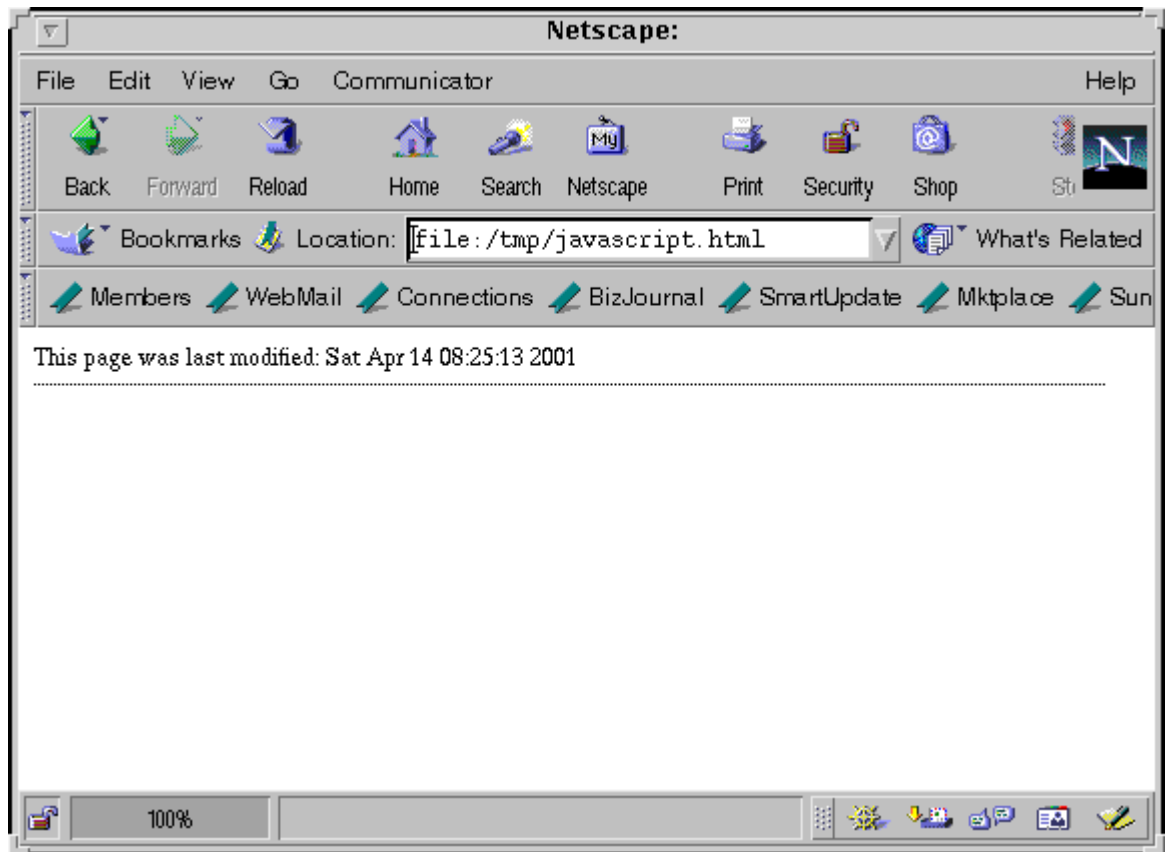 Netscape:
File Edit View Go Communicator Help
My N
Back Forward Reload Home Search Netscape Print Security Shop
Bookmarks Location: file:/tmp/javascript.html What's Related
Members WebMail Connections BizJournal SmartUpdate Mktplace Sun
This page was last modified: Sat Apr 14 08:25:13 2001
100%